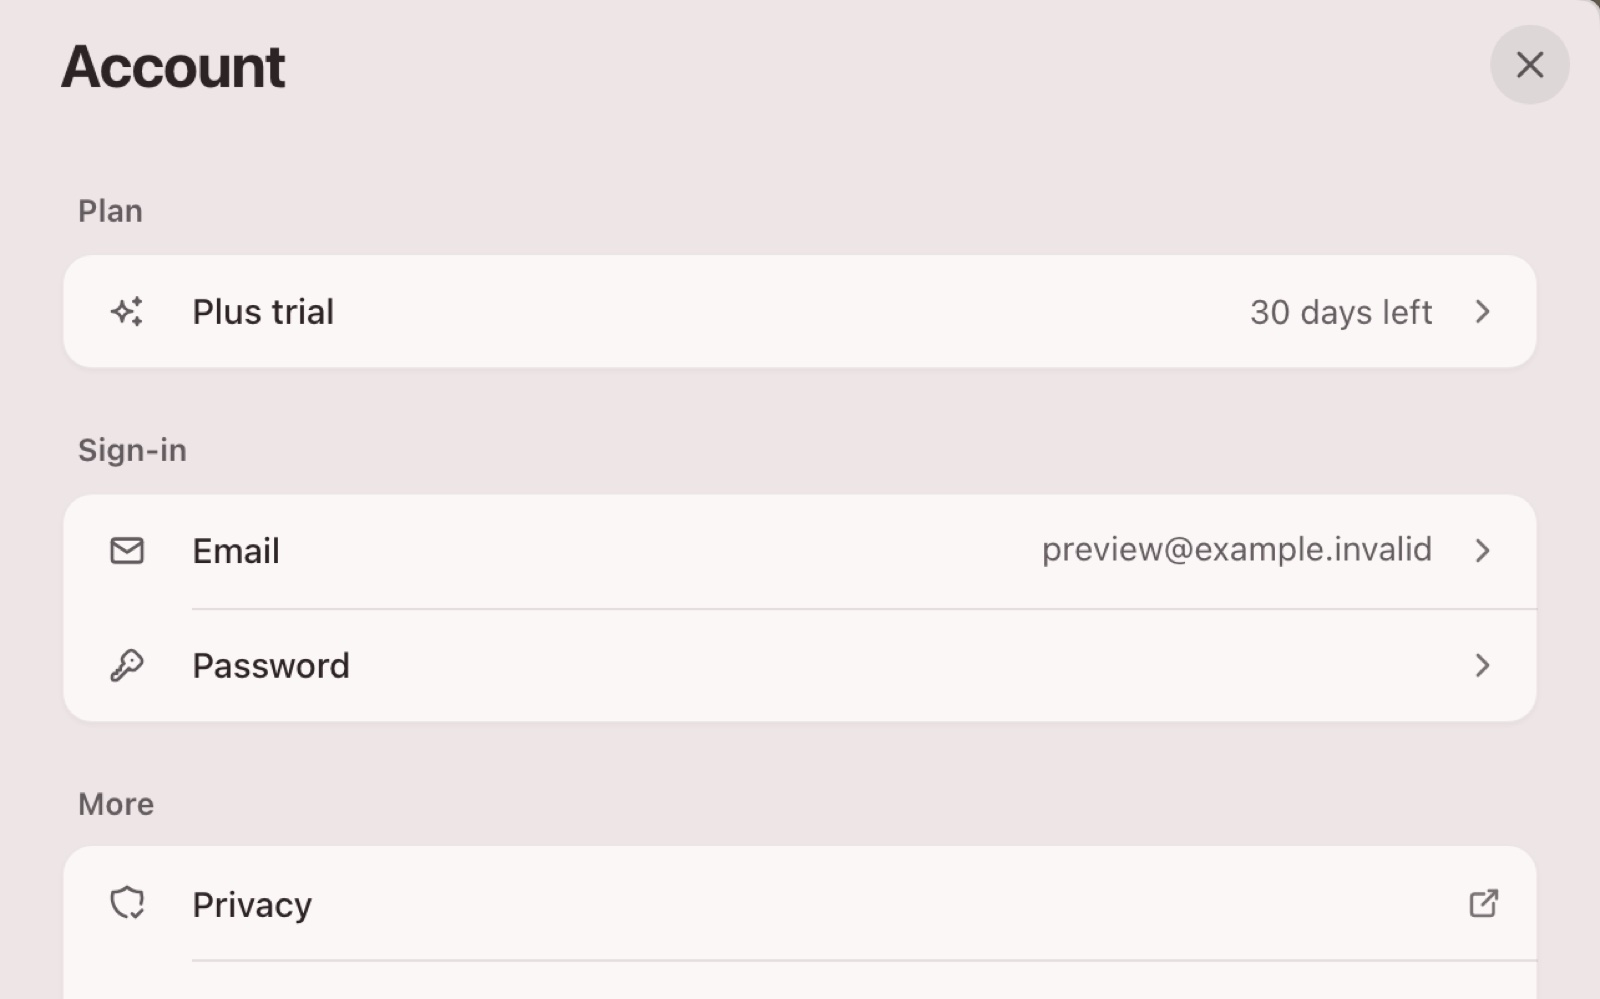 Account
Plan
Plus trial 30 days left
Sign-in
Email preview@example.invalid
Password
More
Privacy